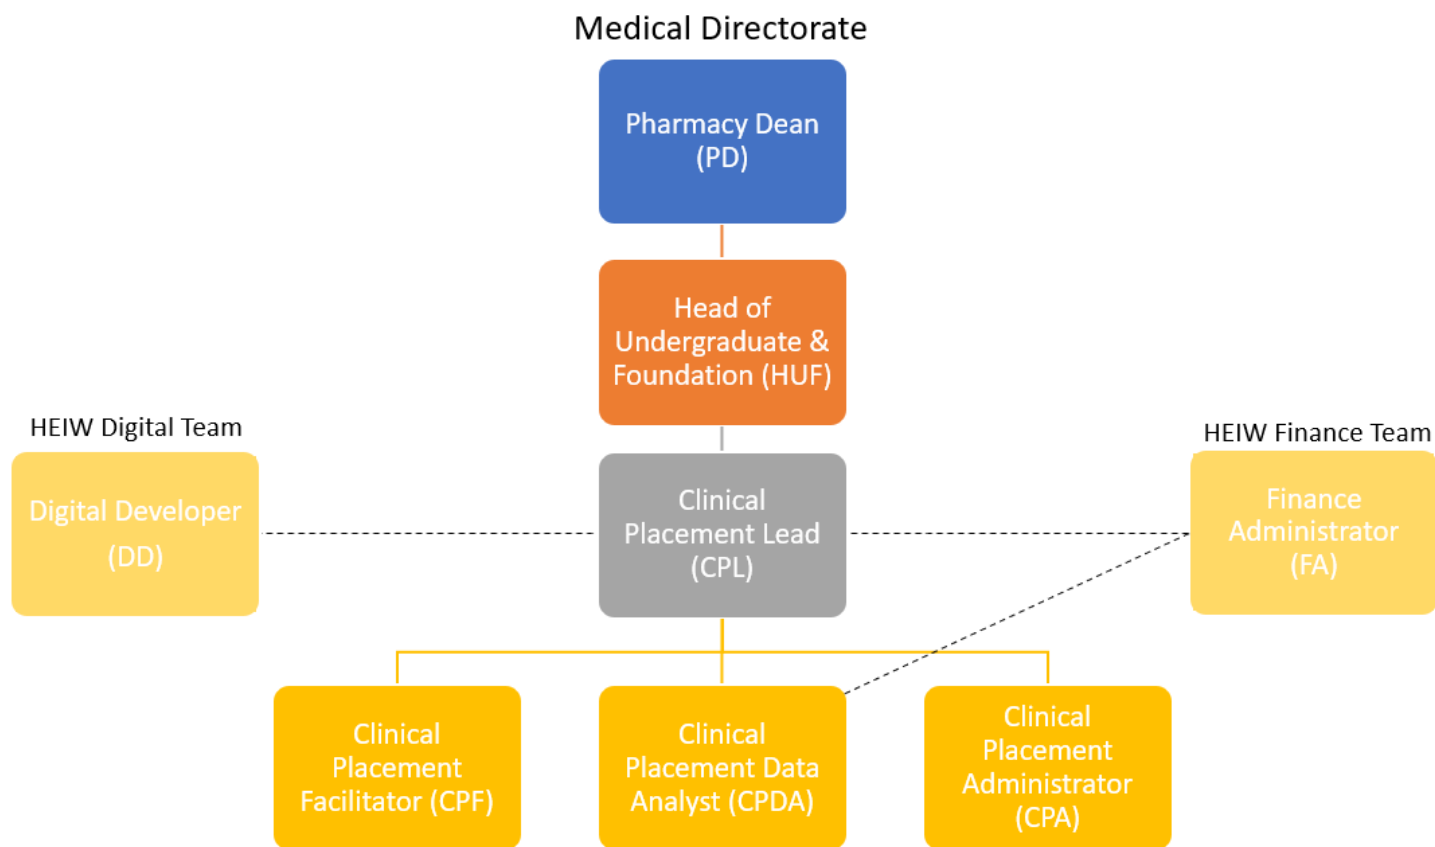 Medical Directorate
Pharmacy Dean
(PD)
Head of
Undergraduate &
Foundation (HUF)
HEIW Digital Team
Digital Developer
(DD)
Clinical
Placement Lead
(CPL)
HEIW Finance Team
Finance
Administrator
(FA)
Clinical
Placement
Facilitator (CPF)
Clinical
Placement Data
Analyst (CPDA)
Clinical
Placement
Administrator
(CPA)